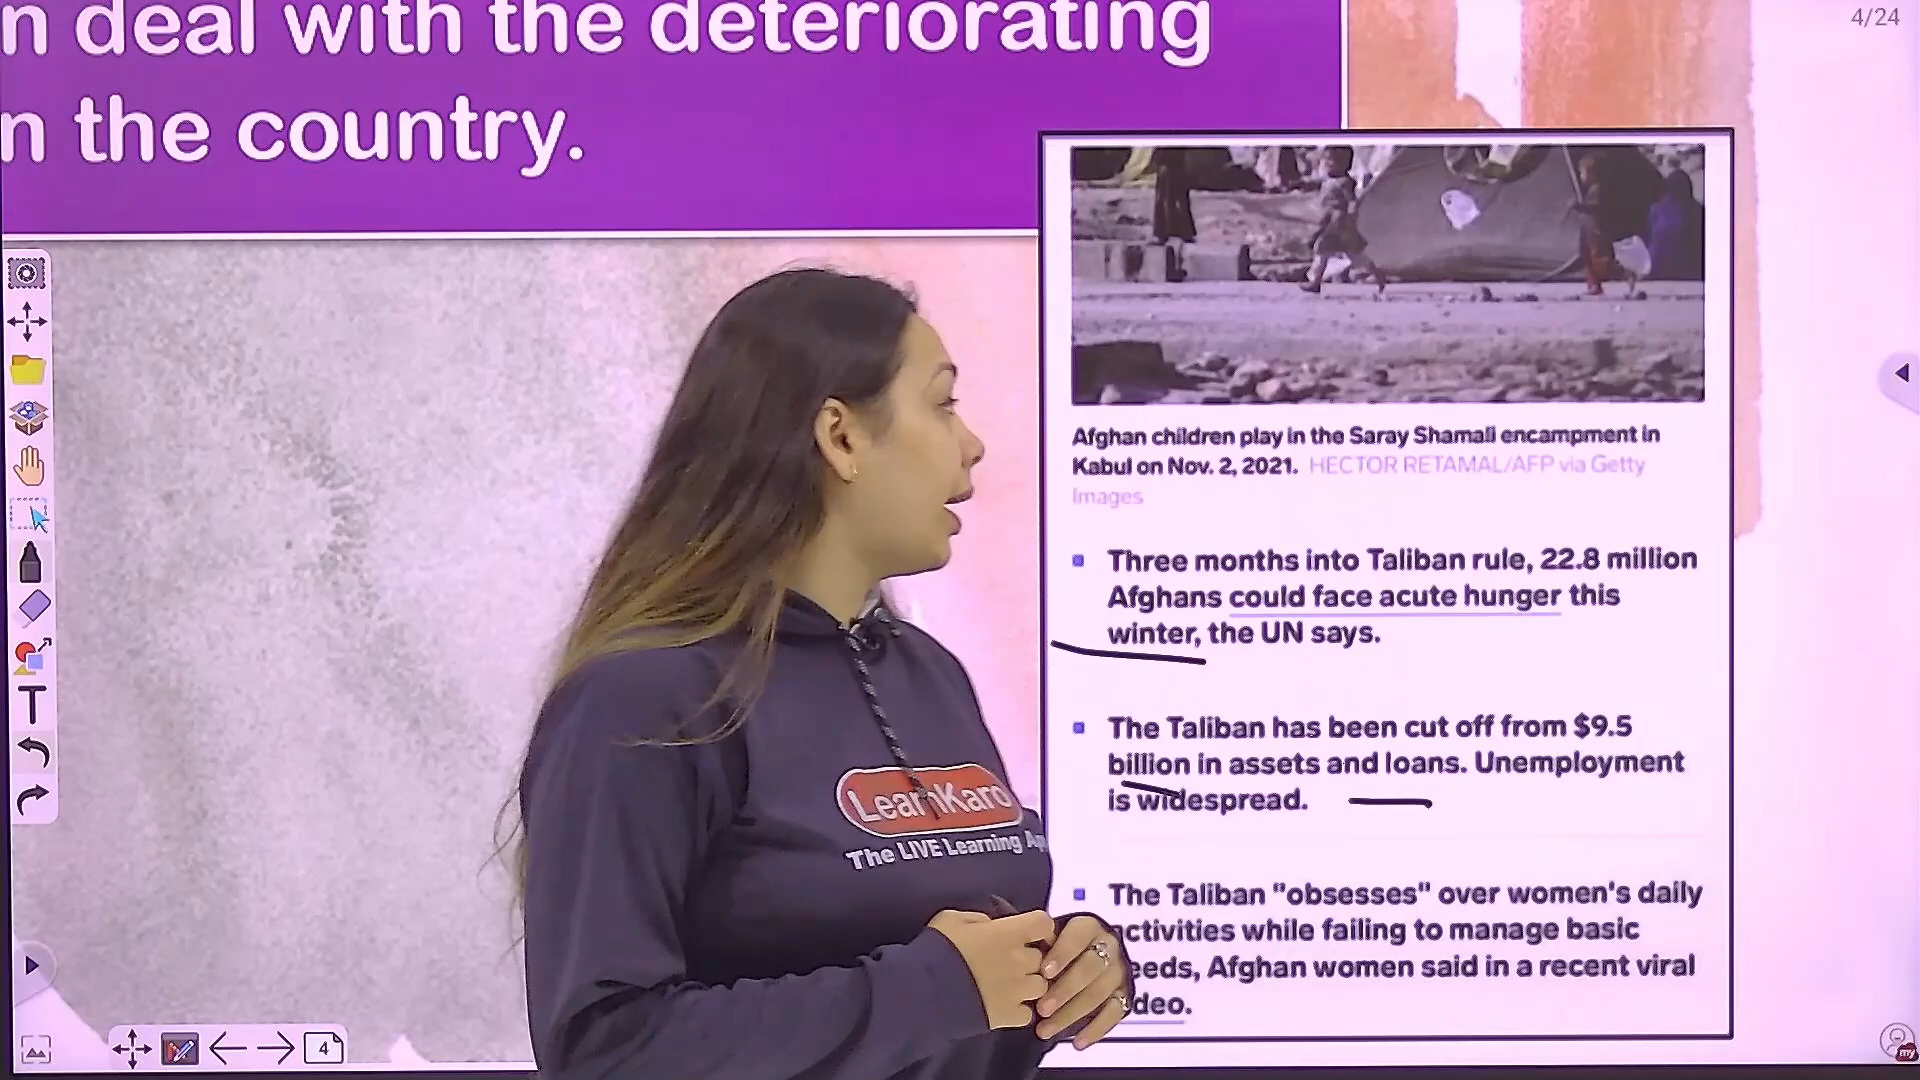 n deal with the deteriorating
n the country.
4/24
Afghan children play in the Saray Shamali encampment in
Kabul on Nov. 2, 2021. HECTOR RETAMAL/AFP via Getty
Images
Three months into Taliban rule, 22.8 million
Afghans could face acute hunger this
winter, the UN says.
The Taliban has been cut off from $9.5
billion in assets and loans. Unemployment
is widespread.
The Taliban "obsesses" over women's daily
ctivities while failing to manage basic
eeds, Afghan women said in a recent viral
deo.
LearnKaro
The LIVE Learning Ap
T
4
my